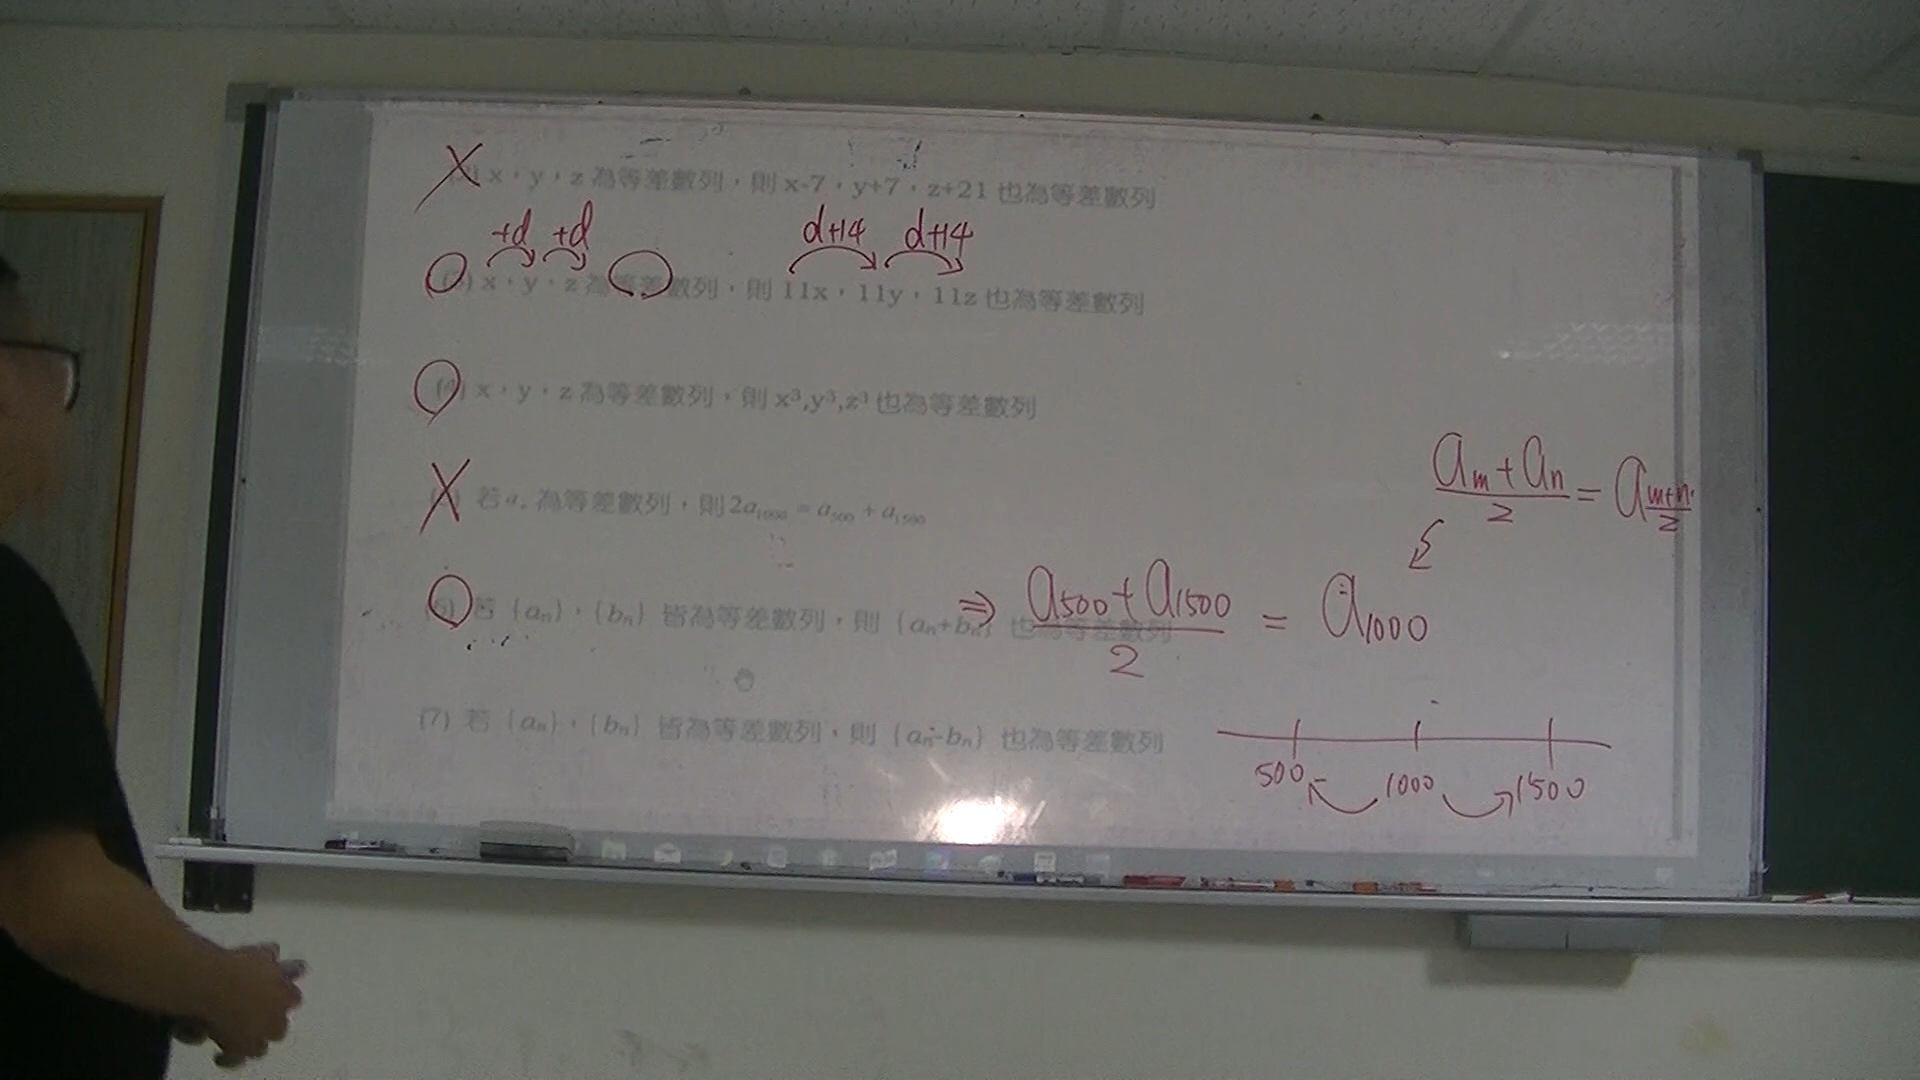 x，y，z 為等差數列，則 x-7，y+7，z+21 也為等差數列
+d +d d+14 d+14
(3) x，y，z 為等差數列，則 11x，11y，11z 也為等差數列
(4) x，y，z 為等差數列，則 x³,y³,z³ 也為等差數列
若 為等差數列，則 2a₁₀₀₀ = a₅₀₀ + a₁₅₀₀
(aₘ + aₙ)/2 = a₍ₘ₊ₙ₎/₂
(6) 若 {aₙ}，{bₙ} 皆為等差數列，則 {aₙ+bₙ} 也為等差數列
⇒ (a₅₀₀ + a₁₅₀₀)/2 = a₁₀₀₀
(7) 若 {aₙ}，{bₙ} 皆為等差數列，則 {aₙ-bₙ} 也為等差數列
500 1000 1500